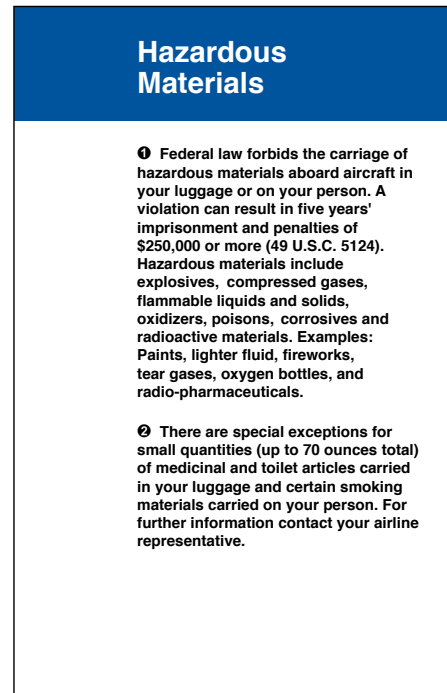 Hazardous
Materials
❶ Federal law forbids the carriage of
hazardous materials aboard aircraft in
your luggage or on your person. A
violation can result in five years'
imprisonment and penalties of
$250,000 or more (49 U.S.C. 5124).
Hazardous materials include
explosives, compressed gases,
flammable liquids and solids,
oxidizers, poisons, corrosives and
radioactive materials. Examples:
Paints, lighter fluid, fireworks,
tear gases, oxygen bottles, and
radio-pharmaceuticals.
❷ There are special exceptions for
small quantities (up to 70 ounces total)
of medicinal and toilet articles carried
in your luggage and certain smoking
materials carried on your person. For
further information contact your airline
representative.